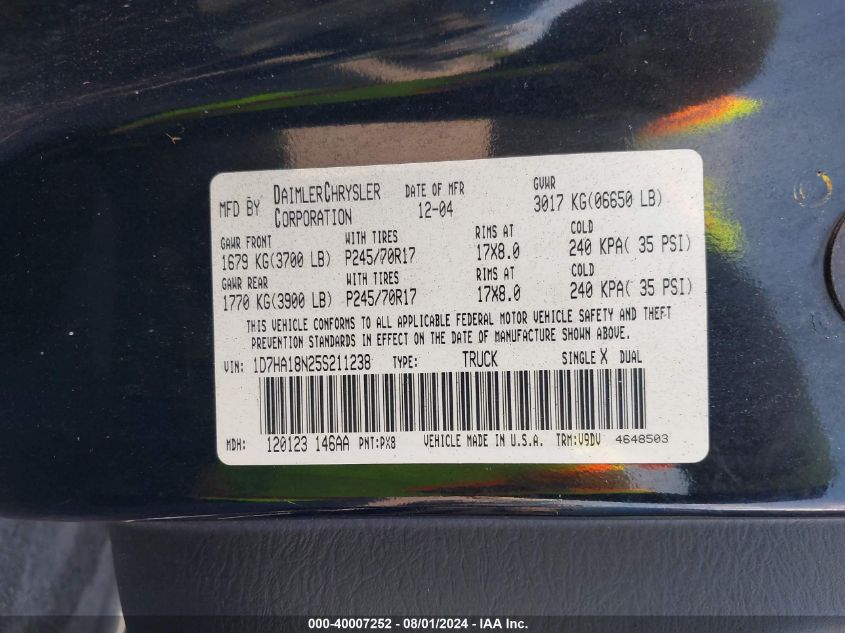 MFD BY DAIMLERCHRYSLER CORPORATION DATE OF MFR 12-04 GVWR 3017 KG(06650 LB)
GAWR FRONT WITH TIRES RIMS AT COLD
1679 KG(3700 LB) P245/70R17 17X8.0 240 KPA( 35 PSI)
GAWR REAR WITH TIRES RIMS AT COLD
1770 KG(3900 LB) P245/70R17 17X8.0 240 KPA( 35 PSI)
THIS VEHICLE CONFORMS TO ALL APPLICABLE FEDERAL MOTOR VEHICLE SAFETY AND THEFT
PREVENTION STANDARDS IN EFFECT ON THE DATE OF MANUFACTURE SHOWN ABOVE.
VIN: 1D7HA18N25S211238 TYPE: TRUCK SINGLE X DUAL
MDH: 120123 146AA PNT:PX8 VEHICLE MADE IN U.S.A. TRM:V9DV 4648503
000-40007252 - 08/01/2024 - IAA Inc.